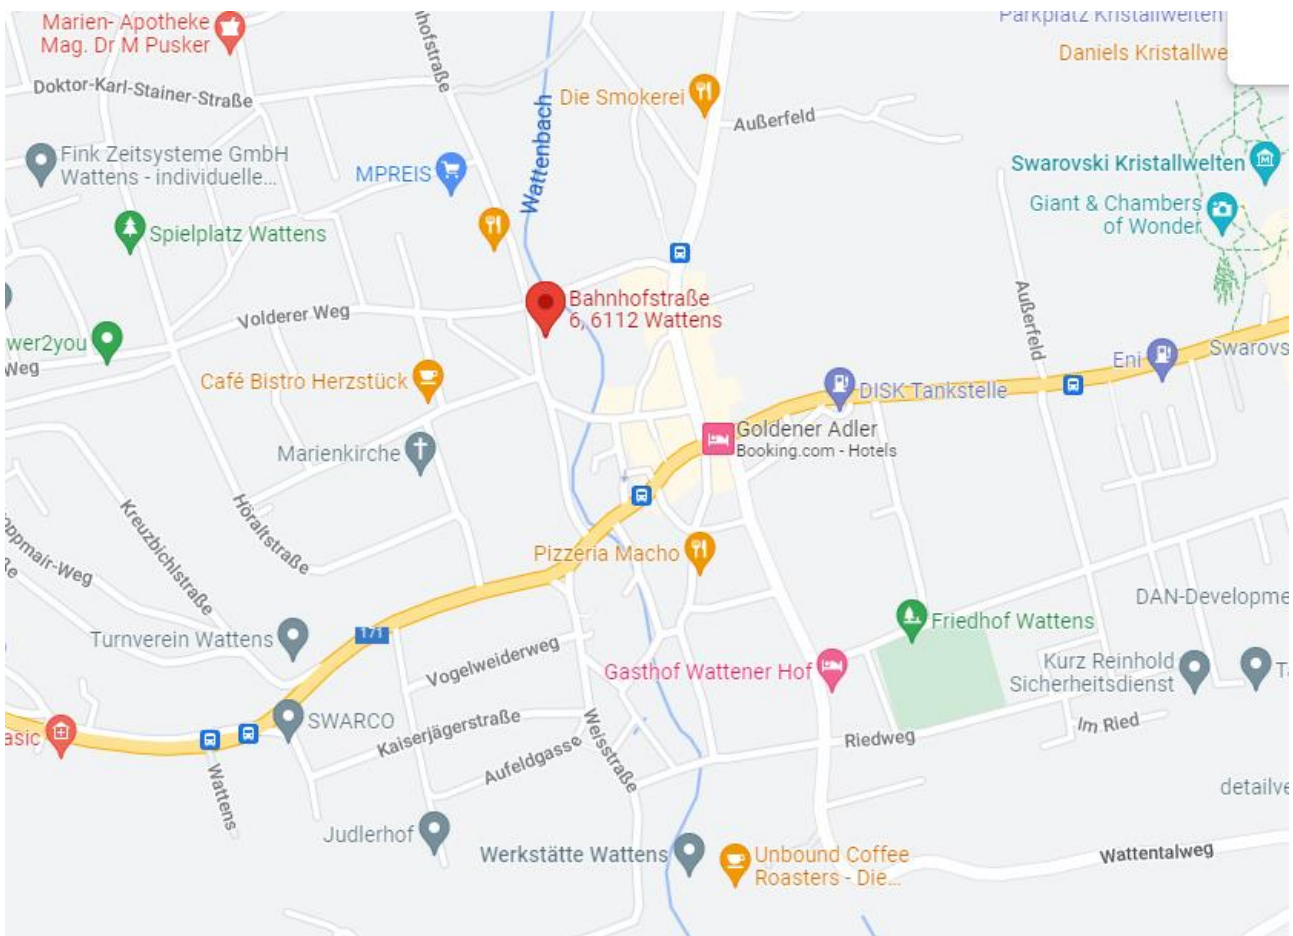 Marien- Apotheke
Mag. Dr M Pusker
hofstraße
Parkplatz Kristallwelten
Daniels Kristallwe
Doktor-Karl-Stainer-Straße
Die Smokerei
Außerfeld
Wattenbach
Fink Zeitsysteme GmbH
Wattens - individuelle...
MPREIS
Swarovski Kristallwelten
Giant & Chambers
of Wonder
Spielplatz Wattens
Volderer Weg
Bahnhofstraße
6, 6112 Wattens
Außerfeld
wer2you
Weg
Eni
Swarovs
Café Bistro Herzstück
DISK Tankstelle
Goldener Adler
Booking.com - Hotels
Marienkirche
Höraltstraße
Kreuzbichlstraße
oppmair-Weg
ße
Pizzeria Macho
DAN-Developme
Friedhof Wattens
171
Turnverein Wattens
Vogelweiderweg
Gasthof Wattener Hof
Kurz Reinhold
Sicherheitsdienst
Ta
SWARCO
Kaiserjägerstraße
Weisstraße
Im Ried
Riedweg
asic
Aufeldgasse
Wattens
detailve
Judlerhof
Werkstätte Wattens
Unbound Coffee
Roasters - Die...
Wattentalweg